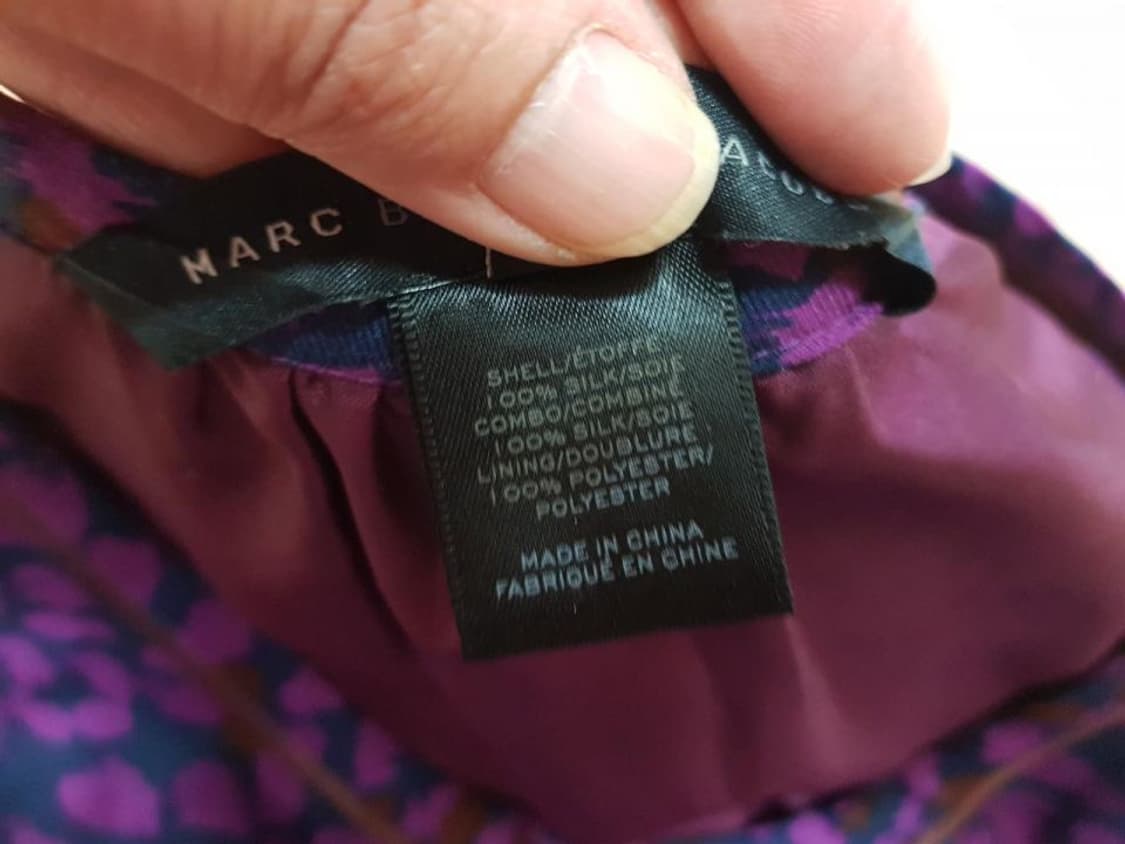 MARC B
ACOB
SHELL/ÉTOFFE
100% SILK/SOIE
COMBO/COMBINÉ
100% SILK/SOIE
LINING/DOUBLURE
100% POLYESTER/
POLYESTER
MADE IN CHINA
FABRIQUÉ EN CHINE